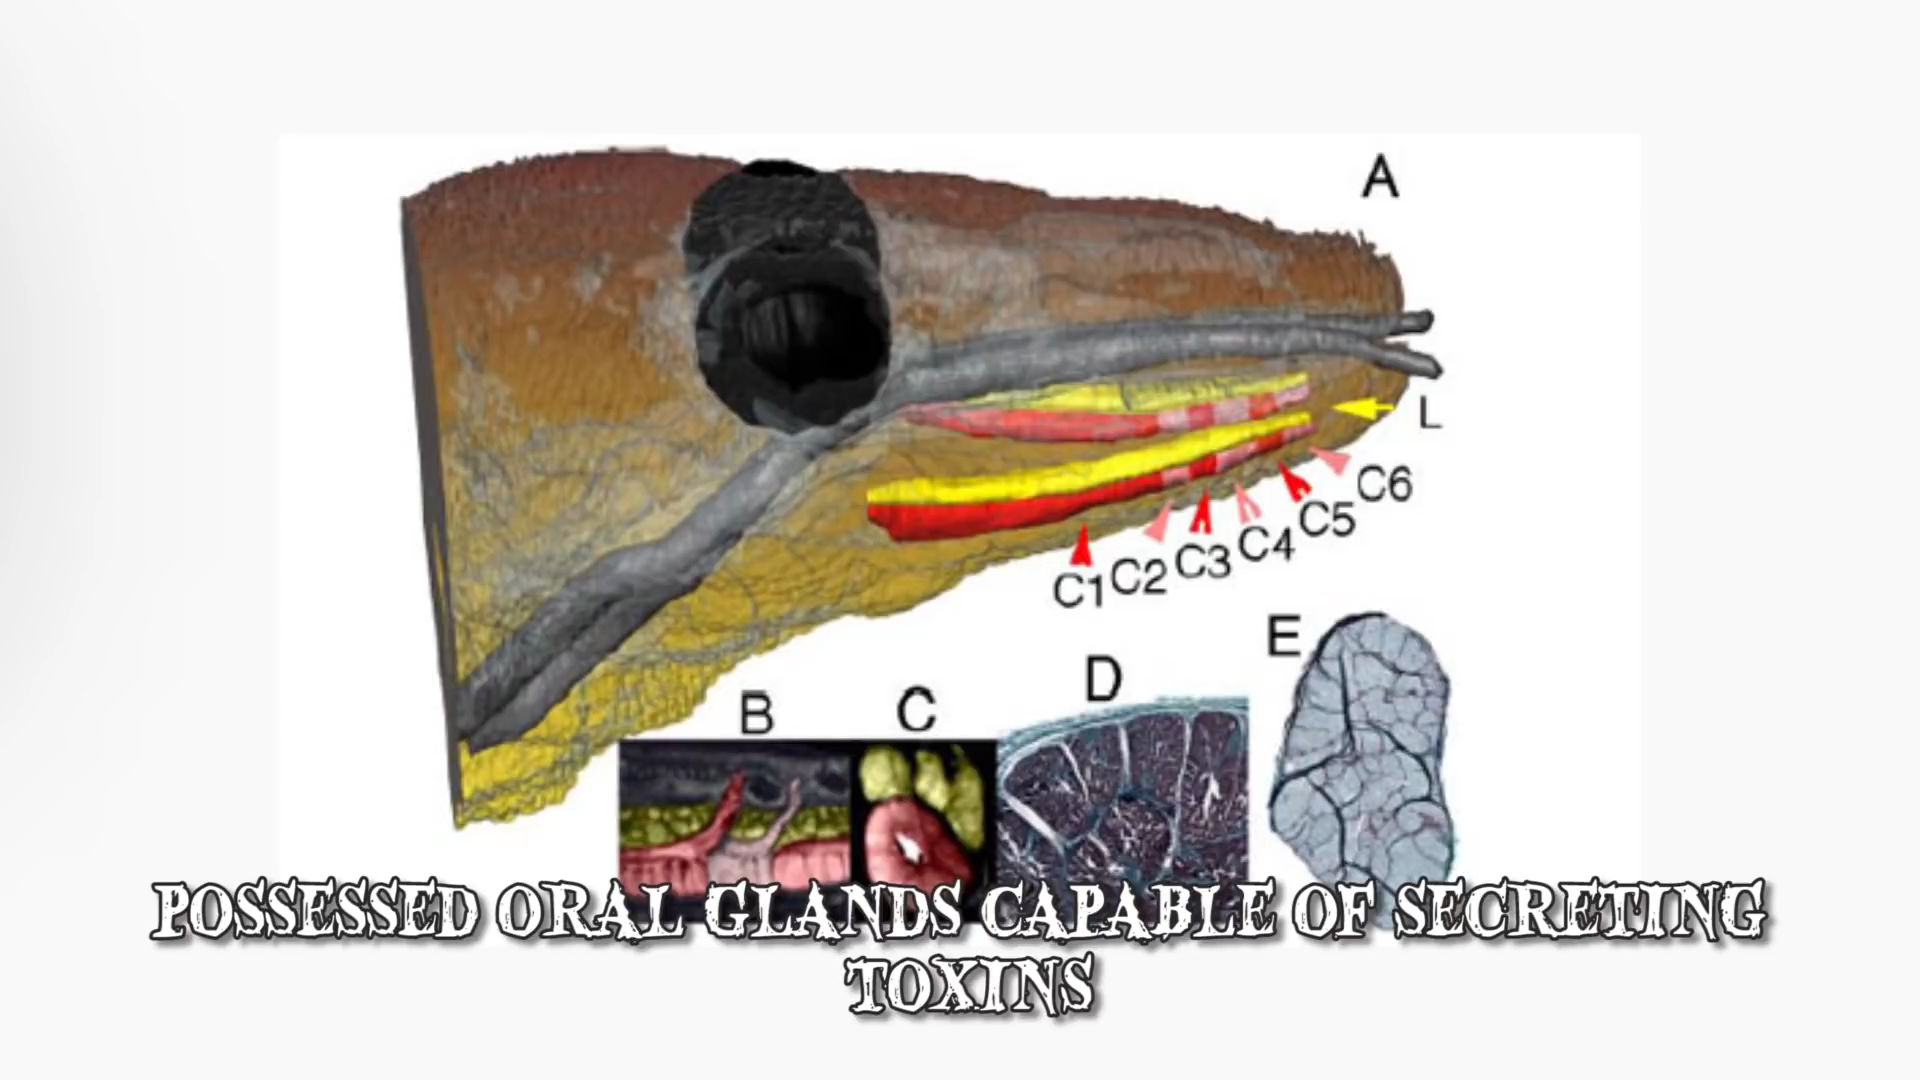 A
L
C6
C5
C4
C3
C2
C1
E
D
C
B
POSSESSED ORAL GLANDS CAPABLE OF SECRETING
TOXINS